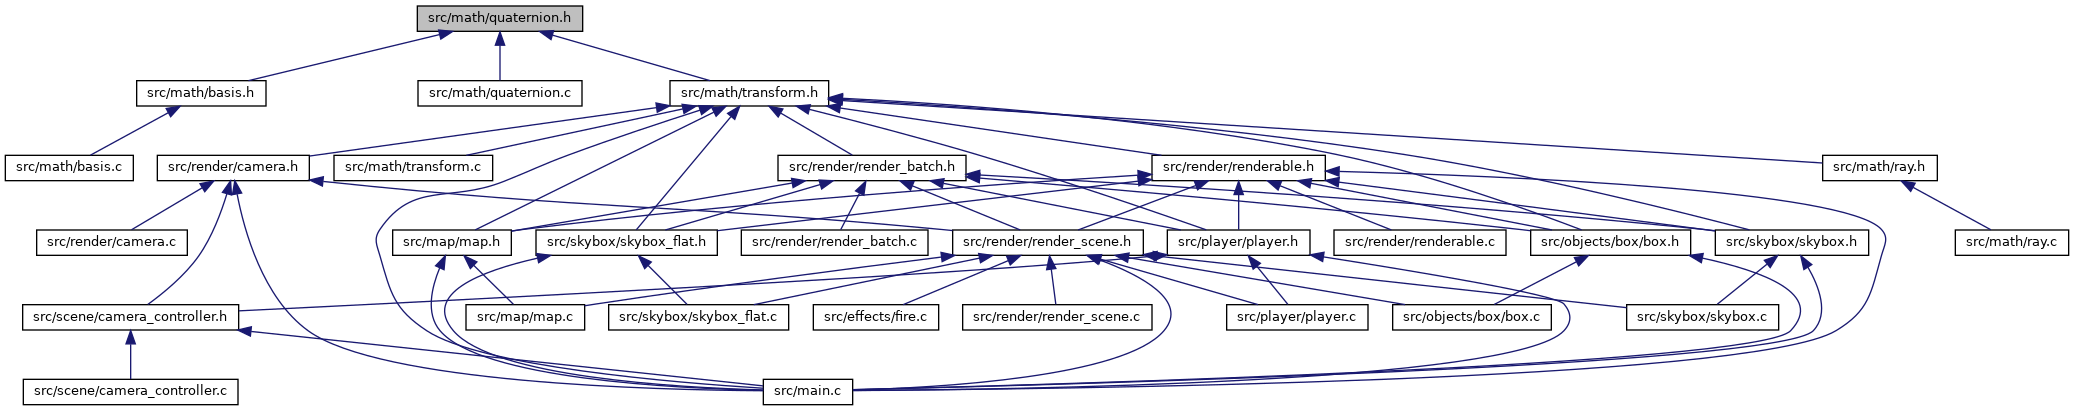 src/math/quaternion.h
src/math/basis.h
src/math/quaternion.c
src/math/transform.h
src/math/basis.c
src/render/camera.h
src/math/transform.c
src/render/render_batch.h
src/render/renderable.h
src/math/ray.h
src/render/camera.c
src/map/map.h
src/skybox/skybox_flat.h
src/render/render_batch.c
src/render/render_scene.h
src/player/player.h
src/render/renderable.c
src/objects/box/box.h
src/skybox/skybox.h
src/math/ray.c
src/scene/camera_controller.h
src/map/map.c
src/skybox/skybox_flat.c
src/effects/fire.c
src/render/render_scene.c
src/player/player.c
src/objects/box/box.c
src/skybox/skybox.c
src/scene/camera_controller.c
src/main.c